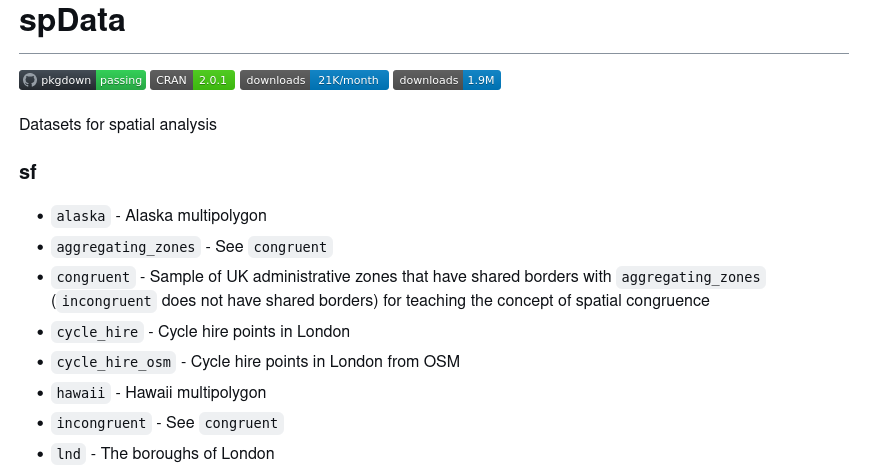 spData
pkgdown passing CRAN 2.0.1 downloads 21K/month downloads 1.9M
Datasets for spatial analysis
sf
• alaska - Alaska multipolygon
• aggregating_zones - See congruent
• congruent - Sample of UK administrative zones that have shared borders with aggregating_zones
(incongruent does not have shared borders) for teaching the concept of spatial congruence
• cycle_hire - Cycle hire points in London
• cycle_hire_osm - Cycle hire points in London from OSM
• hawaii - Hawaii multipolygon
• incongruent - See congruent
• lnd - The boroughs of London